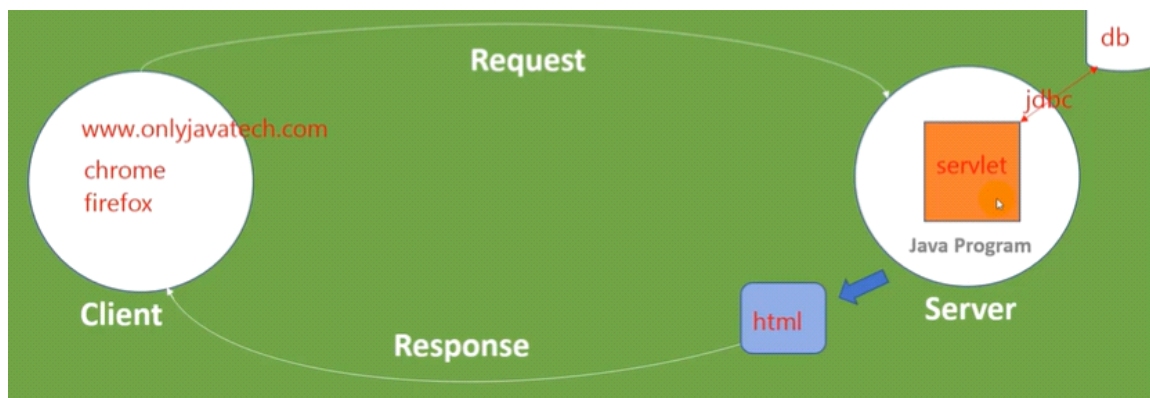 Request
db
jdbc
www.onlyjavatech.com
chrome
firefox
servlet
Java Program
Client
Server
html
Response